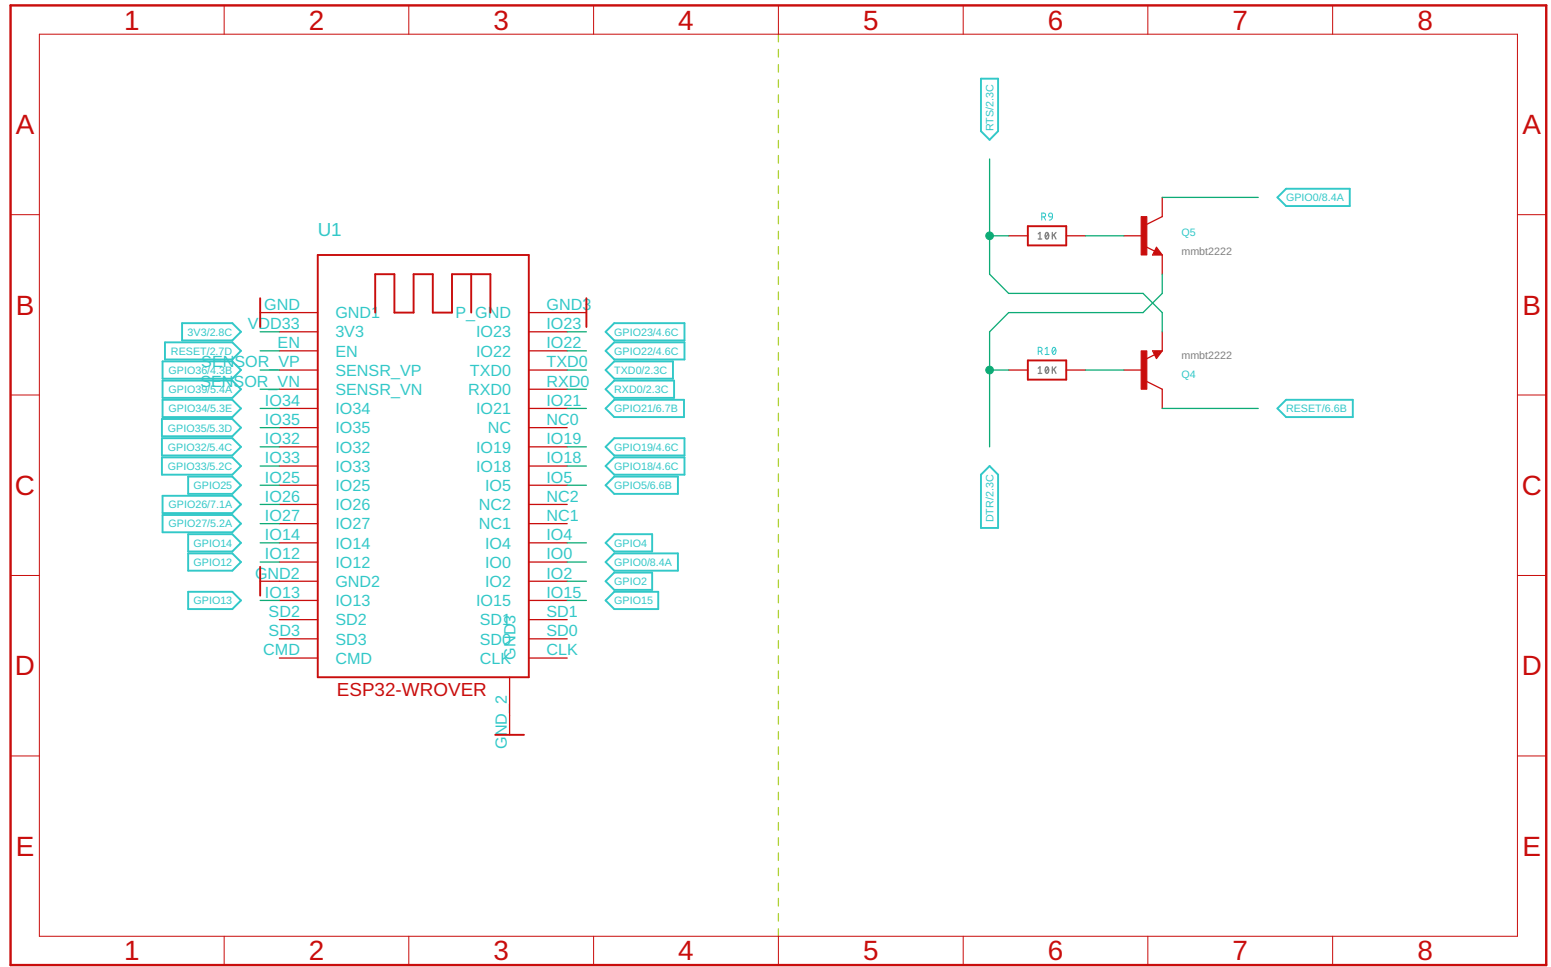 1 2 3 4 5 6 7 8
A A
RTS/2.3C
GPIO0/8.4A
R9
10K
Q5
mmbt2222
U1
B B
GND GND1 P_GND GND3
3V3/2.8C VDD33 3V3 IO23 IO23 GPIO23/4.6C
RESET/2.7D EN EN IO22 IO22 GPIO22/4.6C
GPIO36/4.3B SENSOR_VP SENSR_VP TXD0 TXD0 TXD0/2.3C
GPIO39/5.4A SENSOR_VN SENSR_VN RXD0 RXD0 RXD0/2.3C
GPIO34/5.3E IO34 IO34 IO21 IO21 GPIO21/6.7B
GPIO35/5.3D IO35 IO35 NC NC0
GPIO32/5.4C IO32 IO32 IO19 IO19 GPIO19/4.6C
GPIO33/5.2C IO33 IO33 IO18 IO18 GPIO18/4.6C
GPIO25 IO25 IO25 IO5 IO5 GPIO5/6.6B
GPIO26/7.1A IO26 IO26 NC2 NC2
GPIO27/5.2A IO27 IO27 NC1 NC1
GPIO14 IO14 IO14 IO4 IO4 GPIO4
GPIO12 IO12 IO12 IO0 IO0 GPIO0/8.4A
GND2 GND2 IO2 IO2 GPIO2
GPIO13 IO13 IO13 IO15 IO15 GPIO15
SD2 SD2 SD1 SD1
SD3 SD3 SD0 SD0
CMD CMD CLK CLK
GND3
ESP32-WROVER
GND_2
R10
10K
mmbt2222
Q4
RESET/6.6B
DTR/2.3C
C C
D D
E E
1 2 3 4 5 6 7 8